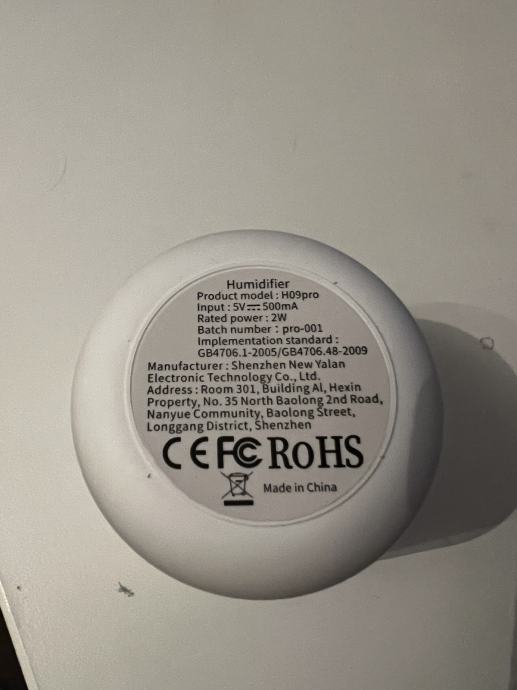 Humidifier
Product model : H09pro
Input : 5V⎓500mA
Rated power : 2W
Batch number : pro-001
Implementation standard :
GB4706.1-2005/GB4706.48-2009
Manufacturer : Shenzhen New Yalan
Electronic Technology Co., Ltd.
Address : Room 301, Building Al, Hexin
Property, No. 35 North Baolong 2nd Road,
Nanyue Community, Baolong Street,
Longgang District, Shenzhen
CE FC RoHS
Made in China